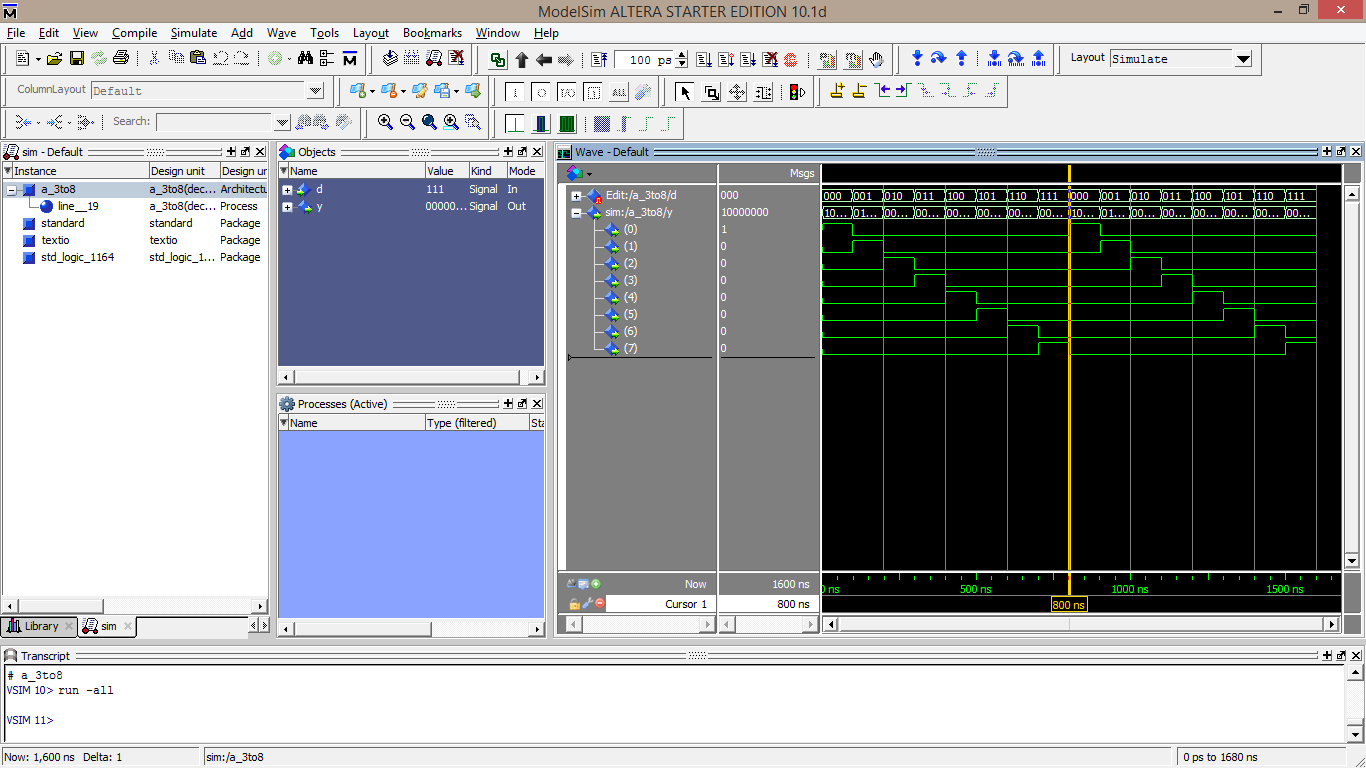 ModelSim ALTERA STARTER EDITION 10.1d
File Edit View Compile Simulate Add Wave Tools Layout Bookmarks Window Help
100 ps
Layout Simulate
ColumnLayout Default
Search:
sim - Default
Instance Design unit Design ur
a_3to8 a_3to8(dec... Architectu
line__19 a_3to8(dec... Process
standard standard Package
textio textio Package
std_logic_1164 std_logic_1... Package
Library sim
Objects
Name Value Kind Mode
d 111 Signal In
y 00000... Signal Out
Processes (Active)
Name Type (filtered) Sta
Wave - Default
Msgs
Edit:/a_3to8/d 000 000 001 010 011 100 101 110 111 000 001 010 011 100 101 110 111
sim:/a_3to8/y 10000000 10... 01... 00... 00... 00... 00... 00... 00... 10... 01... 00... 00... 00... 00... 00... 00...
(0) 1
(1) 0
(2) 0
(3) 0
(4) 0
(5) 0
(6) 0
(7) 0
Now 1600 ns 0 ns 500 ns 1000 ns 1500 ns
Cursor 1 800 ns 800 ns
Transcript
# a_3to8
VSIM 10> run -all
VSIM 11>
Now: 1,600 ns Delta: 1 sim:/a_3to8 0 ps to 1680 ns